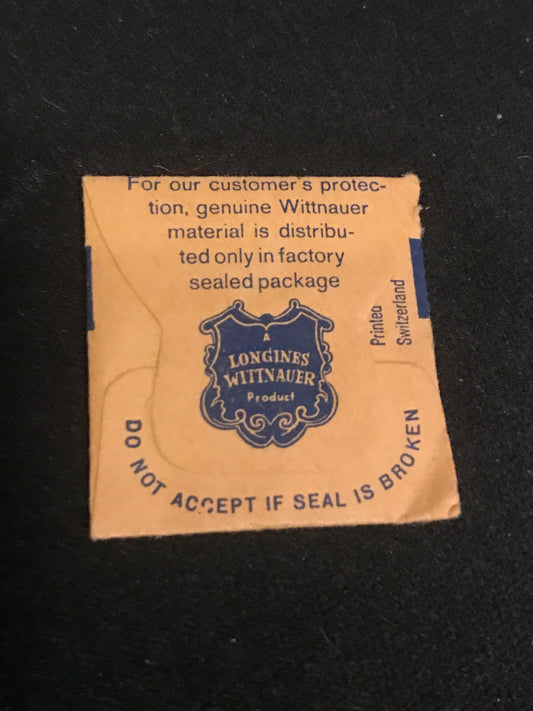 For our customer's protec-
tion, genuine Wittnauer
material is distribu-
ted only in factory
sealed package
Printed
Switzerland
A
LONGINES
WITTNAUER
Product
DO NOT ACCEPT IF SEAL IS BROKEN